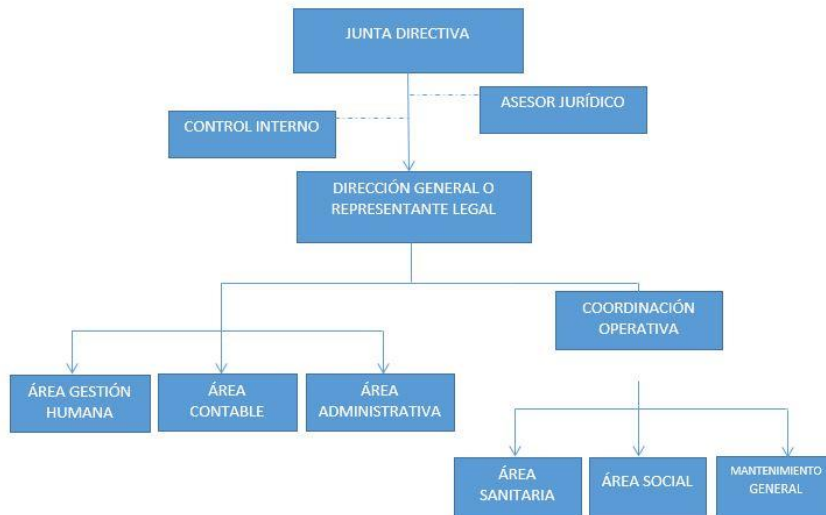 JUNTA DIRECTIVA
ASESOR JURÍDICO
CONTROL INTERNO
DIRECCIÓN GENERAL O
REPRESENTANTE LEGAL
COORDINACIÓN
OPERATIVA
ÁREA GESTIÓN
HUMANA
ÁREA
CONTABLE
ÁREA
ADMINISTRATIVA
ÁREA
SANITARIA
ÁREA SOCIAL
MANTENIMIENTO
GENERAL